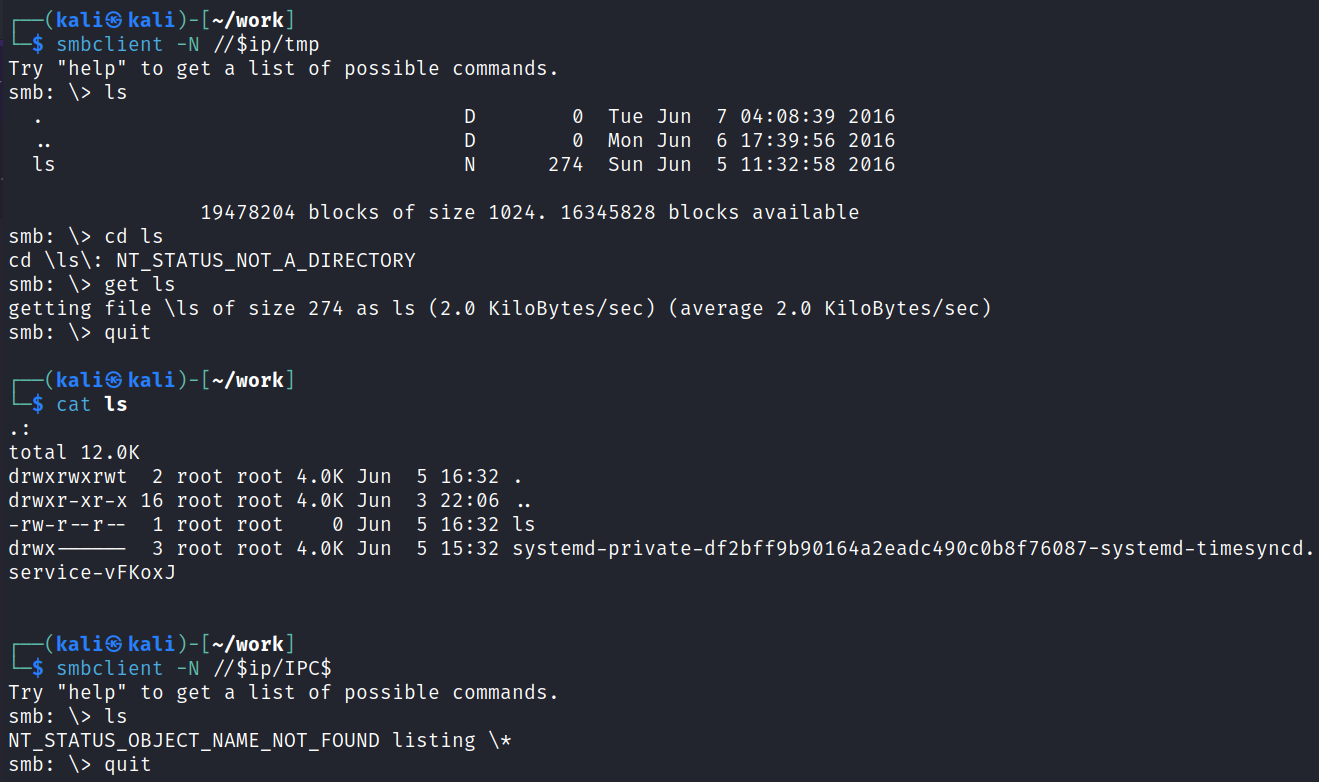 ┌──(kali㉿kali)-[~/work]
└─$ smbclient -N //$ip/tmp
Try "help" to get a list of possible commands.
smb: \> ls
  .                                   D        0  Tue Jun  7 04:08:39 2016
  ..                                  D        0  Mon Jun  6 17:39:56 2016
  ls                                  N      274  Sun Jun  5 11:32:58 2016

                19478204 blocks of size 1024. 16345828 blocks available
smb: \> cd ls
cd \ls\: NT_STATUS_NOT_A_DIRECTORY
smb: \> get ls
getting file \ls of size 274 as ls (2.0 KiloBytes/sec) (average 2.0 KiloBytes/sec)
smb: \> quit

┌──(kali㉿kali)-[~/work]
└─$ cat ls
.:
total 12.0K
drwxrwxrwt  2 root root 4.0K Jun  5 16:32 .
drwxr-xr-x 16 root root 4.0K Jun  3 22:06 ..
-rw-r--r--  1 root root    0 Jun  5 16:32 ls
drwx------  3 root root 4.0K Jun  5 15:32 systemd-private-df2bff9b90164a2eadc490c0b8f76087-systemd-timesyncd.
service-vFKoxJ

┌──(kali㉿kali)-[~/work]
└─$ smbclient -N //$ip/IPC$
Try "help" to get a list of possible commands.
smb: \> ls
NT_STATUS_OBJECT_NAME_NOT_FOUND listing \*
smb: \> quit